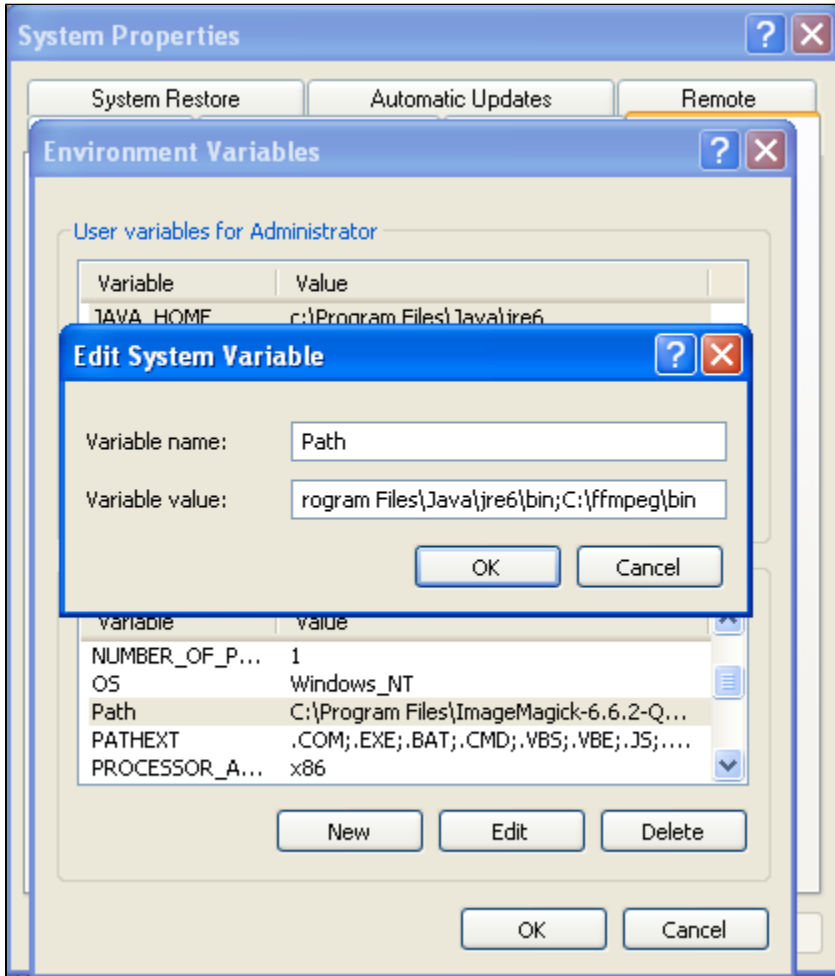 System Properties
System Restore Automatic Updates Remote
Environment Variables
User variables for Administrator
Variable Value
JAVA_HOME c:\Program Files\Java\jre6
Edit System Variable
Variable name: Path
Variable value: rogram Files\Java\jre6\bin;C:\ffmpeg\bin
OK Cancel
Variable Value
NUMBER_OF_P... 1
OS Windows_NT
Path C:\Program Files\ImageMagick-6.6.2-Q...
PATHEXT .COM;.EXE;.BAT;.CMD;.VBS;.VBE;.JS;....
PROCESSOR_A... x86
New Edit Delete
OK Cancel